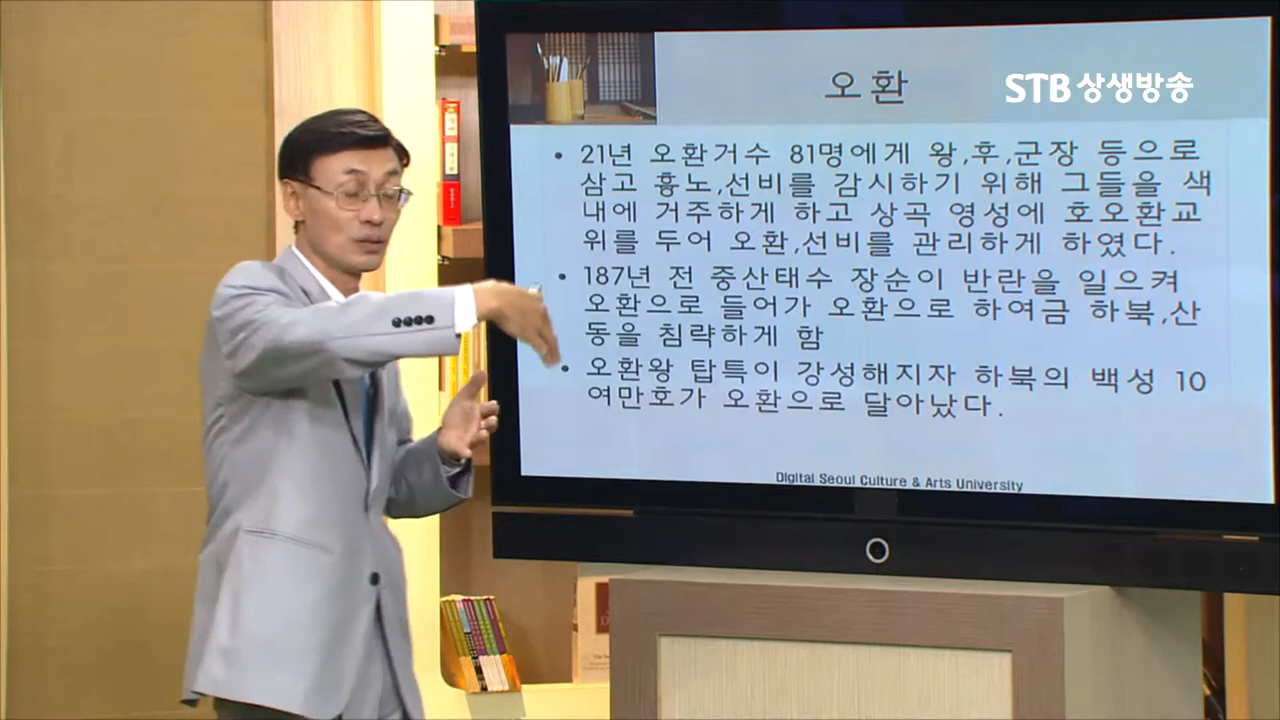 오환
STB상생방송
• 21년 오환거수 81명에게 왕,후,군장 등으로
삼고 흉노,선비를 감시하기 위해 그들을 색
내에 거주하게 하고 상곡 영성에 호오환교
위를 두어 오환,선비를 관리하게 하였다.
• 187년 전 중산태수 장순이 반란을 일으켜
오환으로 들어가 오환으로 하여금 하북,산
동을 침략하게 함
• 오환왕 탑특이 강성해지자 하북의 백성 10
여만호가 오환으로 달아났다.
Digital Seoul Culture & Arts University